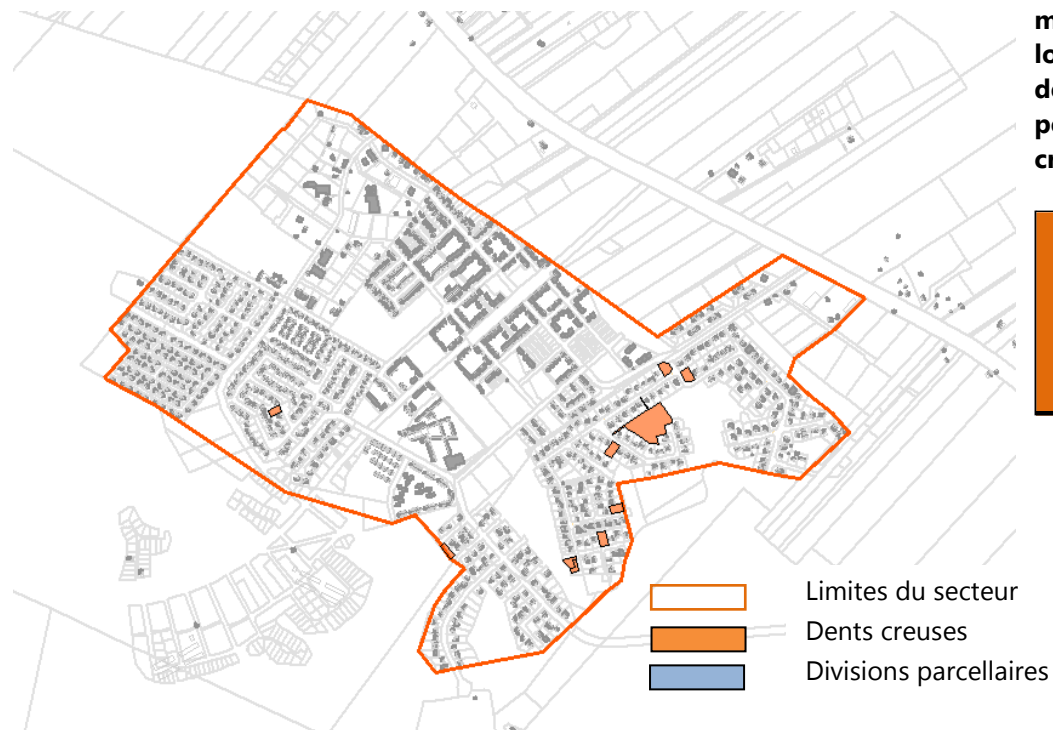 Limites du secteur
Dents creuses
Divisions parcellaires